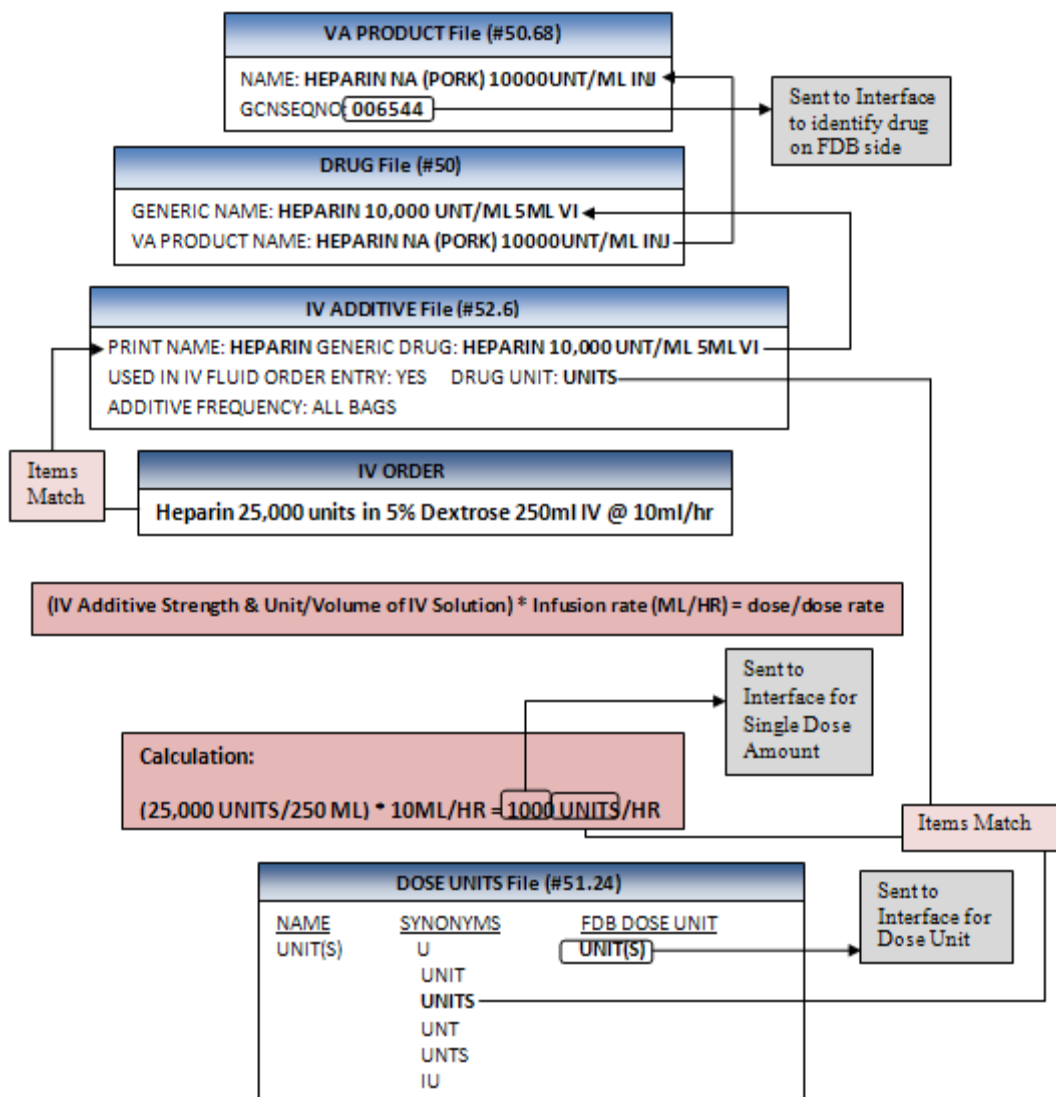 VA PRODUCT File (#50.68)
NAME: HEPARIN NA (PORK) 10000UNT/ML INJ
GCNSEQNO: 006544
Sent to Interface
to identify drug
on FDB side
DRUG File (#50)
GENERIC NAME: HEPARIN 10,000 UNT/ML 5ML VI
VA PRODUCT NAME: HEPARIN NA (PORK) 10000UNT/ML INJ
IV ADDITIVE File (#52.6)
PRINT NAME: HEPARIN GENERIC DRUG: HEPARIN 10,000 UNT/ML 5ML VI
USED IN IV FLUID ORDER ENTRY: YES DRUG UNIT: UNITS
ADDITIVE FREQUENCY: ALL BAGS
Items
Match
IV ORDER
Heparin 25,000 units in 5% Dextrose 250ml IV @ 10ml/hr
(IV Additive Strength & Unit/Volume of IV Solution) * Infusion rate (ML/HR) = dose/dose rate
Sent to
Interface for
Single Dose
Amount
Calculation:
(25,000 UNITS/250 ML) * 10ML/HR = 1000 UNITS/HR
Items Match
DOSE UNITS File (#51.24)
NAME SYNONYMS FDB DOSE UNIT
UNIT(S) U UNIT(S)
UNIT
UNITS
UNT
UNTS
IU
Sent to
Interface for
Dose Unit